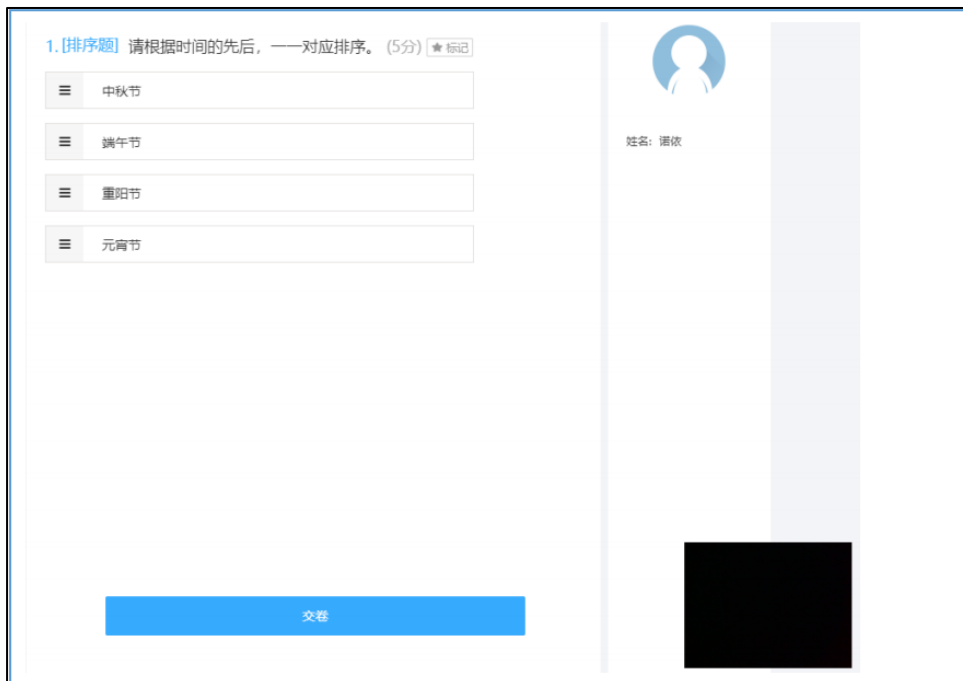 1. [排序题] 请根据时间的先后，一一对应排序。 (5分) ★ 标记
中秋节
端午节
重阳节
元宵节
姓名: 诺依
交卷